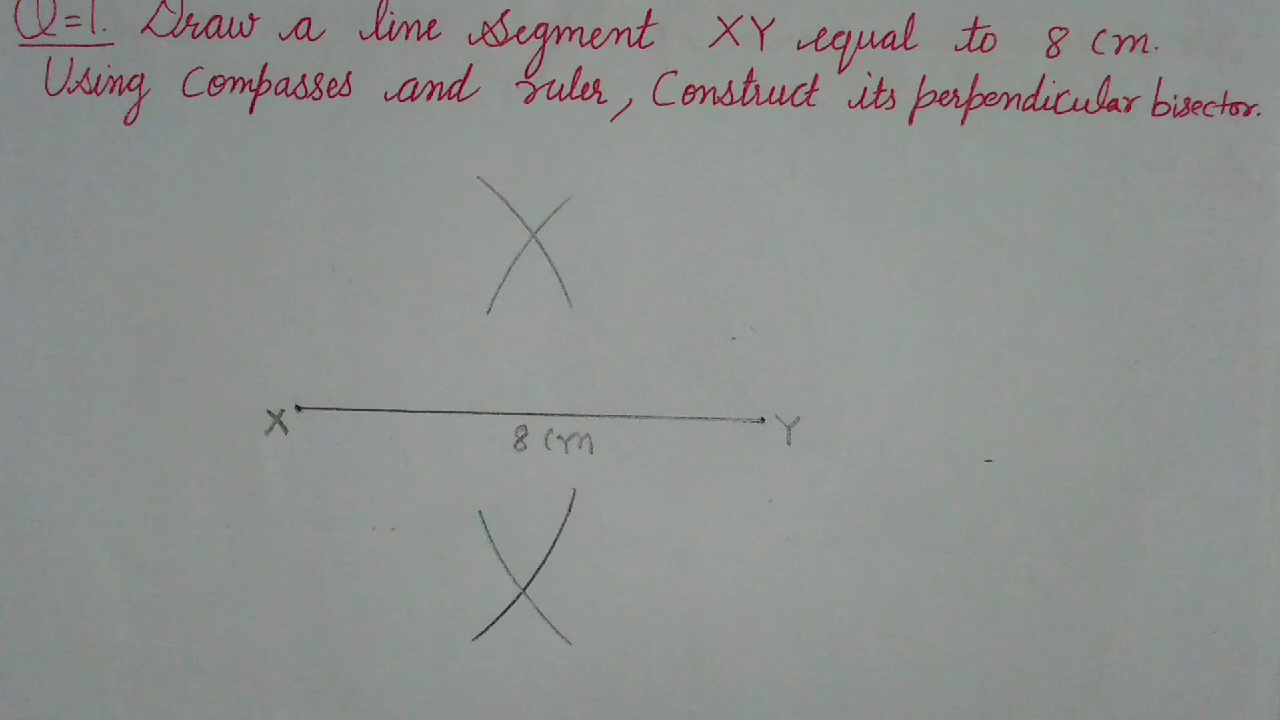 Q=1. Draw a line segment XY equal to 8 cm.
Using Compasses and ruler, Construct its perpendicular bisector.
X
Y
8 cm